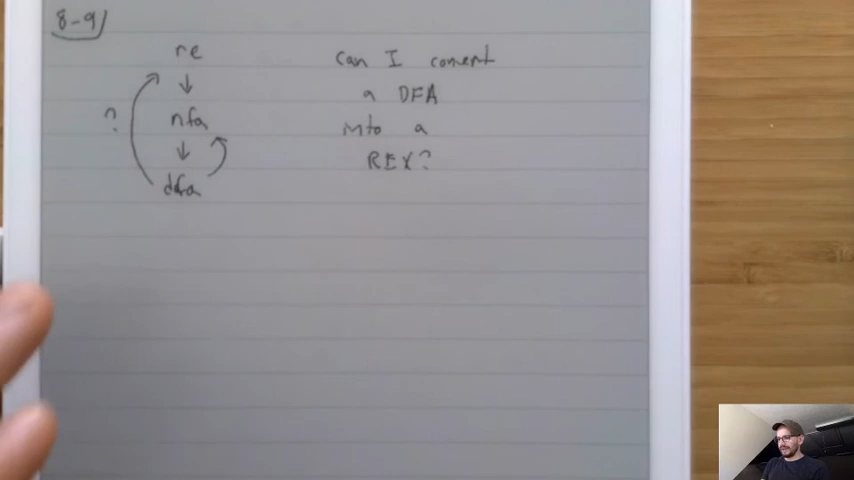 8-9
re
can I convert
a DFA
?
nfa
into a
REX?
dfa